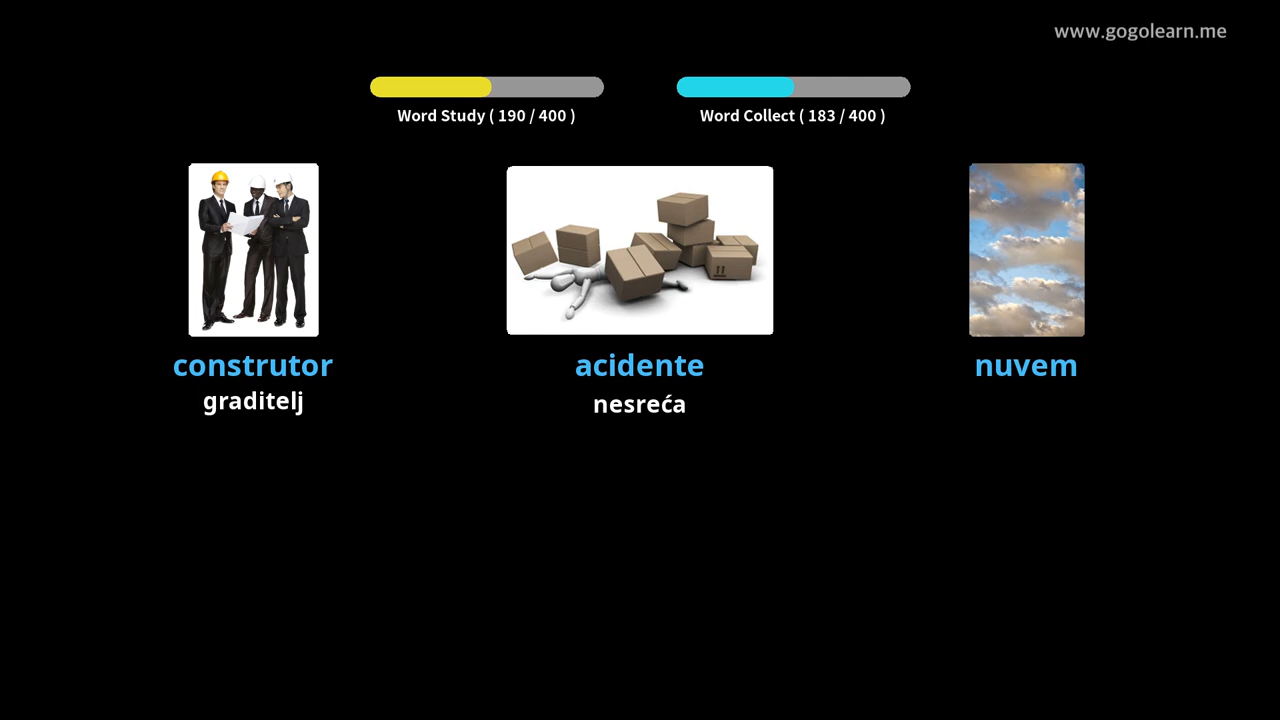 www.gogolearn.me
Word Study ( 190 / 400 )
Word Collect ( 183 / 400 )
construtor
graditelj
acidente
nesreća
nuvem